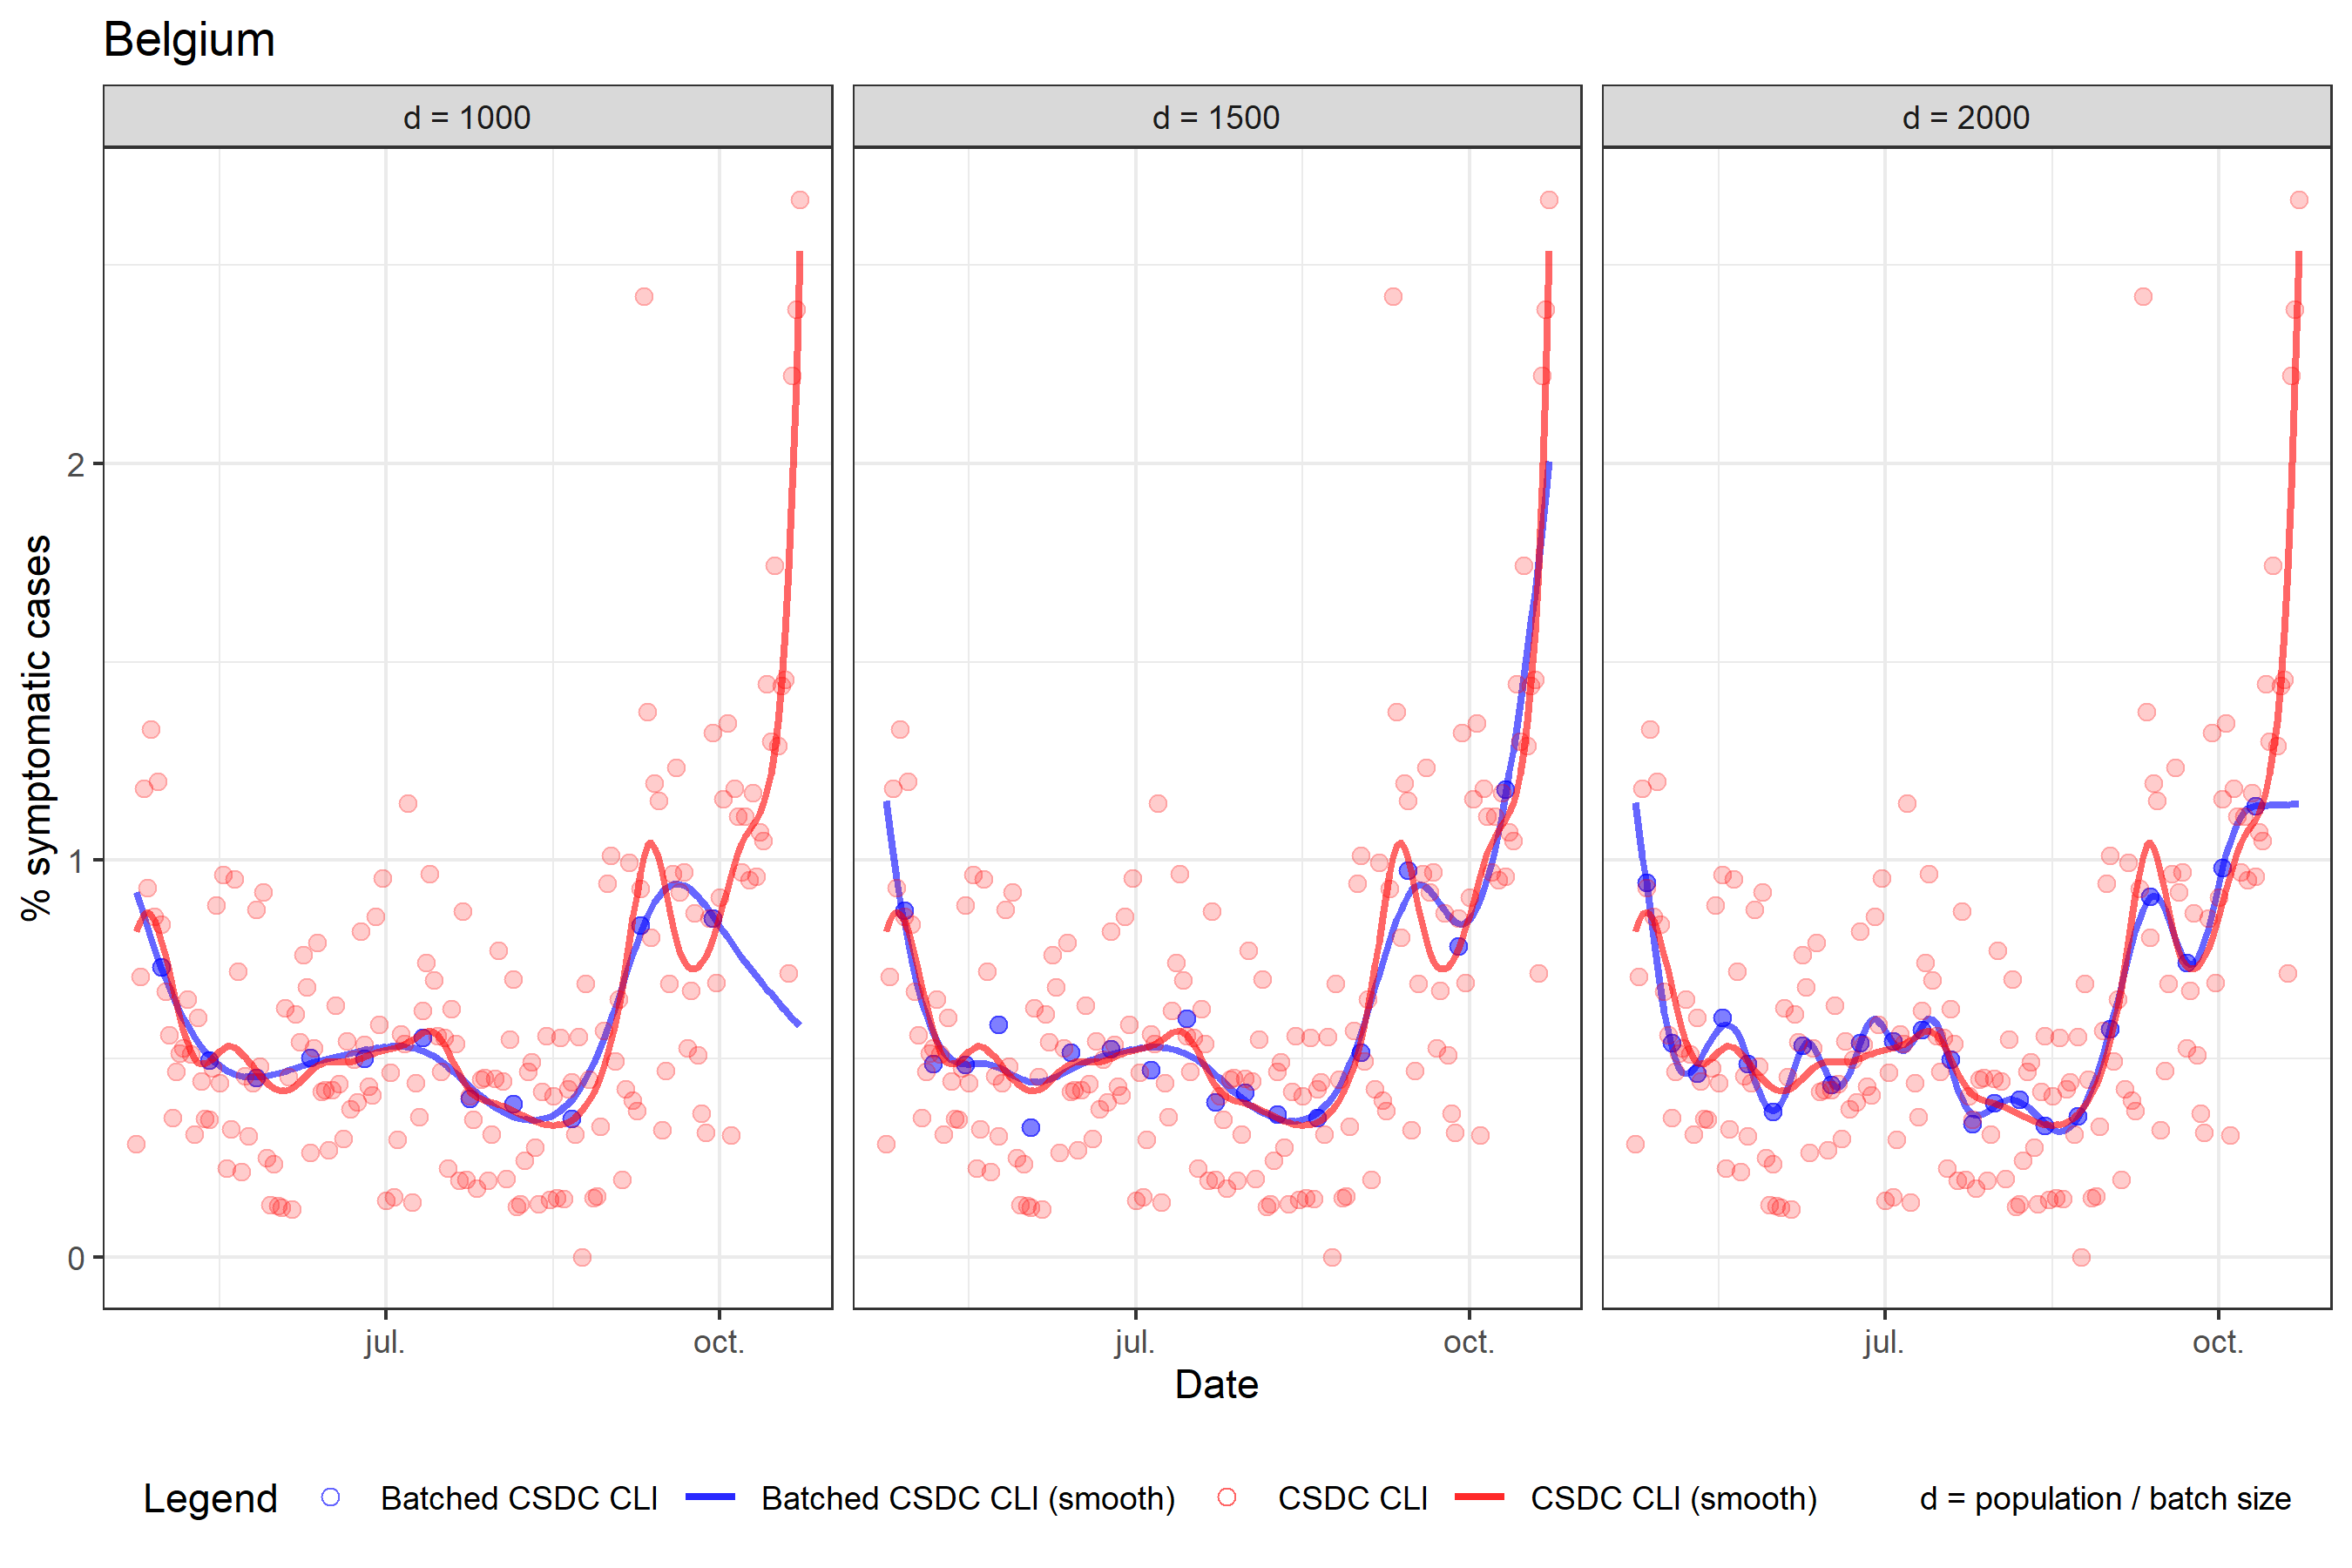 Belgium
d = 1000
d = 1500
d = 2000
% symptomatic cases
2
1
0
jul.
oct.
jul.
oct.
jul.
oct.
Date
Legend
Batched CSDC CLI
Batched CSDC CLI (smooth)
CSDC CLI
CSDC CLI (smooth)
d = population / batch size